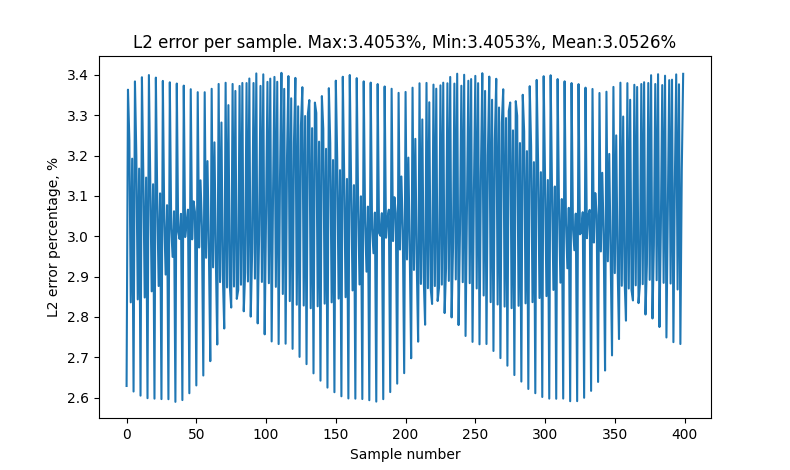 L2 error per sample. Max:3.4053%, Min:3.4053%, Mean:3.0526%
L2 error percentage, %
3.4
3.3
3.2
3.1
3.0
2.9
2.8
2.7
2.6
0 50 100 150 200 250 300 350 400
Sample number